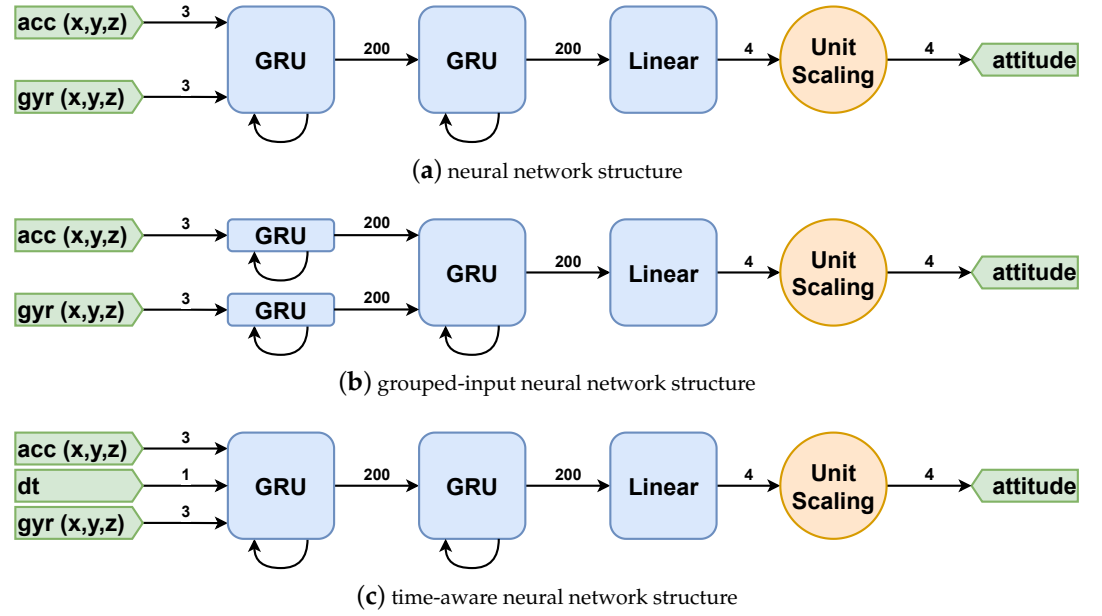 acc (x,y,z) 3 GRU 200 GRU 200 Linear 4 Unit Scaling 4 attitude
gyr (x,y,z) 3
(a) neural network structure
acc (x,y,z) 3 GRU 200 GRU 200 Linear 4 Unit Scaling 4 attitude
gyr (x,y,z) 3 GRU 200
(b) grouped-input neural network structure
acc (x,y,z) 3
dt 1 GRU 200 GRU 200 Linear 4 Unit Scaling 4 attitude
gyr (x,y,z) 3
(c) time-aware neural network structure